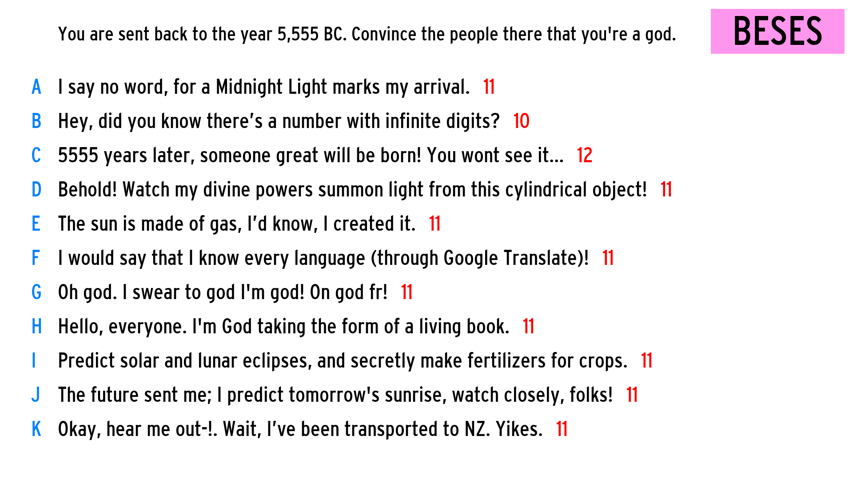 You are sent back to the year 5,555 BC. Convince the people there that you're a god.
BESES
A I say no word, for a Midnight Light marks my arrival. 11
B Hey, did you know there's a number with infinite digits? 10
C 5555 years later, someone great will be born! You wont see it... 12
D Behold! Watch my divine powers summon light from this cylindrical object! 11
E The sun is made of gas, I'd know, I created it. 11
F I would say that I know every language (through Google Translate)! 11
G Oh god. I swear to god I'm god! On god fr! 11
H Hello, everyone. I'm God taking the form of a living book. 11
I Predict solar and lunar eclipses, and secretly make fertilizers for crops. 11
J The future sent me; I predict tomorrow's sunrise, watch closely, folks! 11
K Okay, hear me out-!. Wait, I've been transported to NZ. Yikes. 11